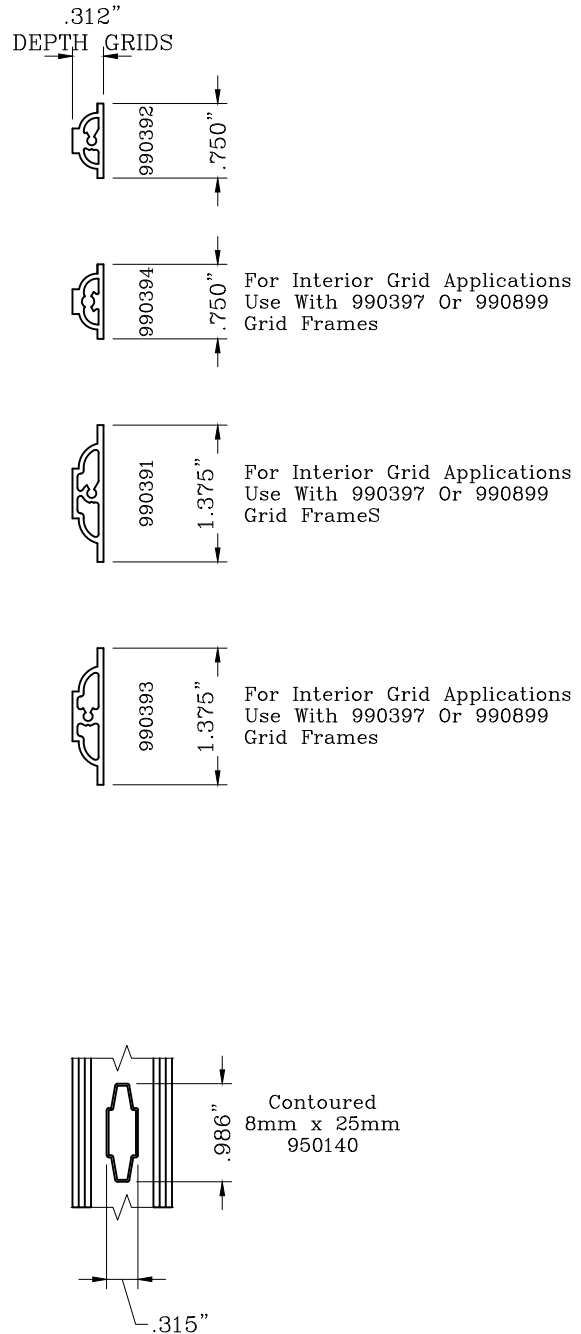 .312”
DEPTH GRIDS
990392
.750”
990394
.750”
For Interior Grid Applications
Use With 990397 Or 990899
Grid Frames
990391
1.375”
For Interior Grid Applications
Use With 990397 Or 990899
Grid FrameS
990393
1.375”
For Interior Grid Applications
Use With 990397 Or 990899
Grid Frames
.986”
Contoured
8mm x 25mm
950140
.315”